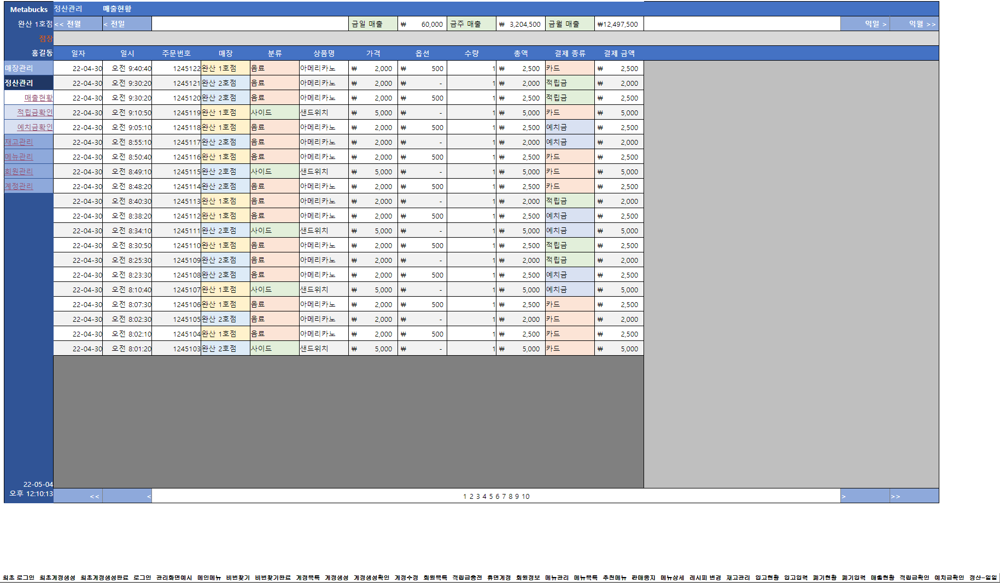 Metabucks 정산관리 매출현황
완산 1호점 << 전월 < 전일 금일 매출 ₩ 60,000 금주 매출 ₩ 3,204,500 금월 매출 ₩12,497,500 익일 > 익월 >>
점장
홍길동 일자 일시 주문번호 매장 분류 상품명 가격 옵션 수량 총액 결제 종류 결제 금액
매장관리 22-04-30 오전 9:40:40 1245122 완산 1호점 음료 아메리카노 ₩ 2,000 ₩ 500 1 ₩ 2,500 카드 ₩ 2,500
정산관리 22-04-30 오전 9:30:20 1245121 완산 2호점 음료 아메리카노 ₩ 2,000 ₩ - 1 ₩ 2,000 적립금 ₩ 2,000
매출현황 22-04-30 오전 9:30:20 1245120 완산 2호점 음료 아메리카노 ₩ 2,000 ₩ 500 1 ₩ 2,500 적립금 ₩ 2,500
적립금확인 22-04-30 오전 9:10:50 1245119 완산 1호점 사이드 샌드위치 ₩ 5,000 ₩ - 1 ₩ 5,000 카드 ₩ 5,000
예치금확인 22-04-30 오전 9:05:10 1245118 완산 1호점 음료 아메리카노 ₩ 2,000 ₩ 500 1 ₩ 2,500 예치금 ₩ 2,500
재고관리 22-04-30 오전 8:55:10 1245117 완산 2호점 음료 아메리카노 ₩ 2,000 ₩ - 1 ₩ 2,000 예치금 ₩ 2,000
메뉴관리 22-04-30 오전 8:50:40 1245116 완산 1호점 음료 아메리카노 ₩ 2,000 ₩ 500 1 ₩ 2,500 카드 ₩ 2,500
회원관리 22-04-30 오전 8:49:10 1245115 완산 2호점 사이드 샌드위치 ₩ 5,000 ₩ - 1 ₩ 5,000 카드 ₩ 5,000
계정관리 22-04-30 오전 8:48:20 1245114 완산 2호점 음료 아메리카노 ₩ 2,000 ₩ 500 1 ₩ 2,500 카드 ₩ 2,500
22-04-30 오전 8:40:30 1245113 완산 1호점 음료 아메리카노 ₩ 2,000 ₩ - 1 ₩ 2,000 적립금 ₩ 2,000
22-04-30 오전 8:38:20 1245112 완산 1호점 음료 아메리카노 ₩ 2,000 ₩ 500 1 ₩ 2,500 예치금 ₩ 2,500
22-04-30 오전 8:34:10 1245111 완산 2호점 사이드 샌드위치 ₩ 5,000 ₩ - 1 ₩ 5,000 예치금 ₩ 5,000
22-04-30 오전 8:30:50 1245110 완산 1호점 음료 아메리카노 ₩ 2,000 ₩ 500 1 ₩ 2,500 적립금 ₩ 2,500
22-04-30 오전 8:25:30 1245109 완산 2호점 음료 아메리카노 ₩ 2,000 ₩ - 1 ₩ 2,000 적립금 ₩ 2,000
22-04-30 오전 8:23:30 1245108 완산 2호점 음료 아메리카노 ₩ 2,000 ₩ 500 1 ₩ 2,500 예치금 ₩ 2,500
22-04-30 오전 8:10:40 1245107 완산 1호점 사이드 샌드위치 ₩ 5,000 ₩ - 1 ₩ 5,000 예치금 ₩ 5,000
22-04-30 오전 8:07:30 1245106 완산 1호점 음료 아메리카노 ₩ 2,000 ₩ 500 1 ₩ 2,500 카드 ₩ 2,500
22-04-30 오전 8:02:30 1245105 완산 2호점 음료 아메리카노 ₩ 2,000 ₩ - 1 ₩ 2,000 카드 ₩ 2,000
22-04-30 오전 8:02:10 1245104 완산 1호점 음료 아메리카노 ₩ 2,000 ₩ 500 1 ₩ 2,500 카드 ₩ 2,500
22-04-30 오전 8:01:20 1245103 완산 2호점 사이드 샌드위치 ₩ 5,000 ₩ - 1 ₩ 5,000 카드 ₩ 5,000
22-05-04
오후 12:10:13 << < 1 2 3 4 5 6 7 8 9 10 > >>
최초 로그인 최초계정생성 최초계정생성완료 로그인 관리화면예시 메인메뉴 비번찾기 비번찾기완료 계정목록 계정생성 계정생성확인 계정수정 회원목록 적립금충전 휴면계정 회원정보 메뉴관리 메뉴목록 추천메뉴 판매중지 메뉴상세 레시피 변경 재고관리 입고현황 입고입력 폐기현황 폐기입력 매출현황 적립금확인 예치금확인 정산-일일